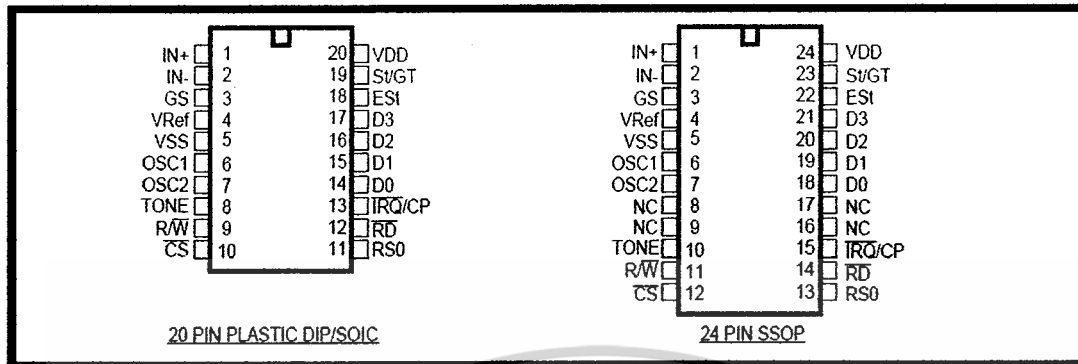 IN+ 1 20 VDD
IN- 2 19 St/GT
GS 3 18 ESt
VRef 4 17 D3
VSS 5 16 D2
OSC1 6 15 D1
OSC2 7 14 D0
TONE 8 13 IRQ/CP
R/W 9 12 RD
CS 10 11 RS0
20 PIN PLASTIC DIP/SOIC
IN+ 1 24 VDD
IN- 2 23 St/GT
GS 3 22 ESt
VRef 4 21 D3
VSS 5 20 D2
OSC1 6 19 D1
OSC2 7 18 D0
NC 8 17 NC
NC 9 16 NC
TONE 10 15 IRQ/CP
R/W 11 14 RD
CS 12 13 RS0
24 PIN SSOP